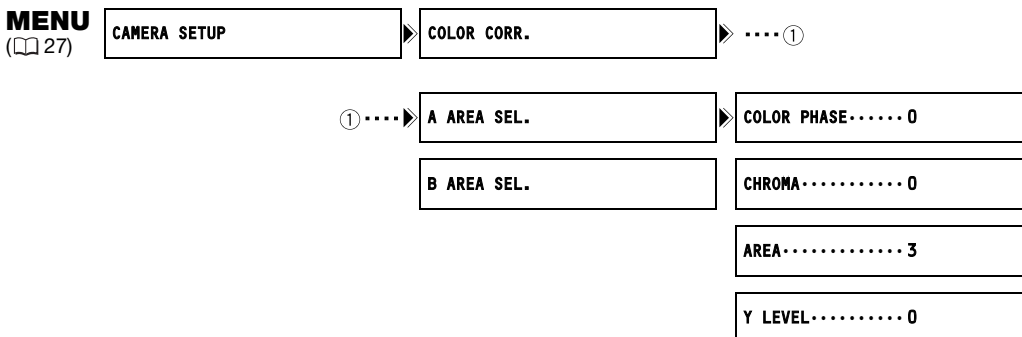 MENU CAMERA SETUP COLOR CORR. ····①
(📖 27)
①···· A AREA SEL. COLOR PHASE······0
B AREA SEL. CHROMA···········0
AREA·············3
Y LEVEL··········0